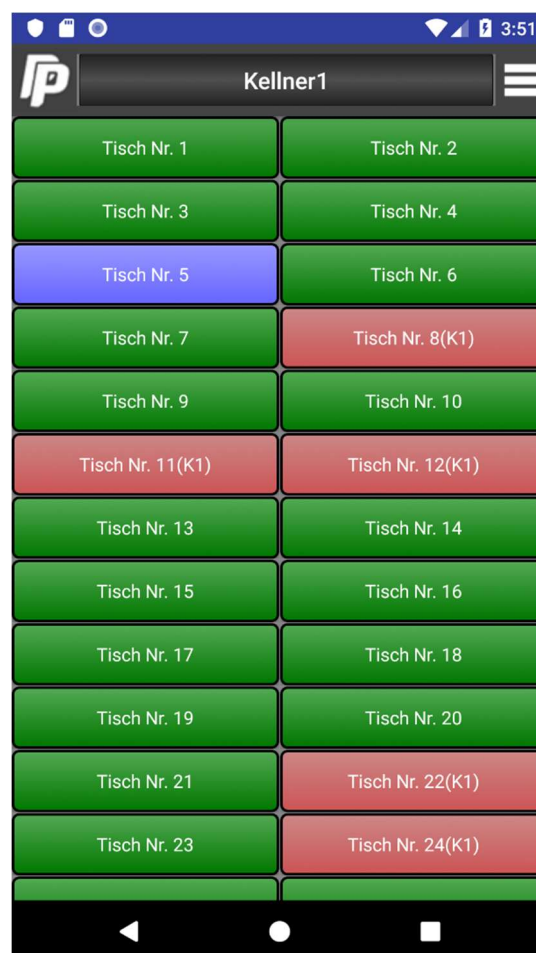 3:51
Kellner1
Tisch Nr. 1
Tisch Nr. 2
Tisch Nr. 3
Tisch Nr. 4
Tisch Nr. 5
Tisch Nr. 6
Tisch Nr. 7
Tisch Nr. 8(K1)
Tisch Nr. 9
Tisch Nr. 10
Tisch Nr. 11(K1)
Tisch Nr. 12(K1)
Tisch Nr. 13
Tisch Nr. 14
Tisch Nr. 15
Tisch Nr. 16
Tisch Nr. 17
Tisch Nr. 18
Tisch Nr. 19
Tisch Nr. 20
Tisch Nr. 21
Tisch Nr. 22(K1)
Tisch Nr. 23
Tisch Nr. 24(K1)